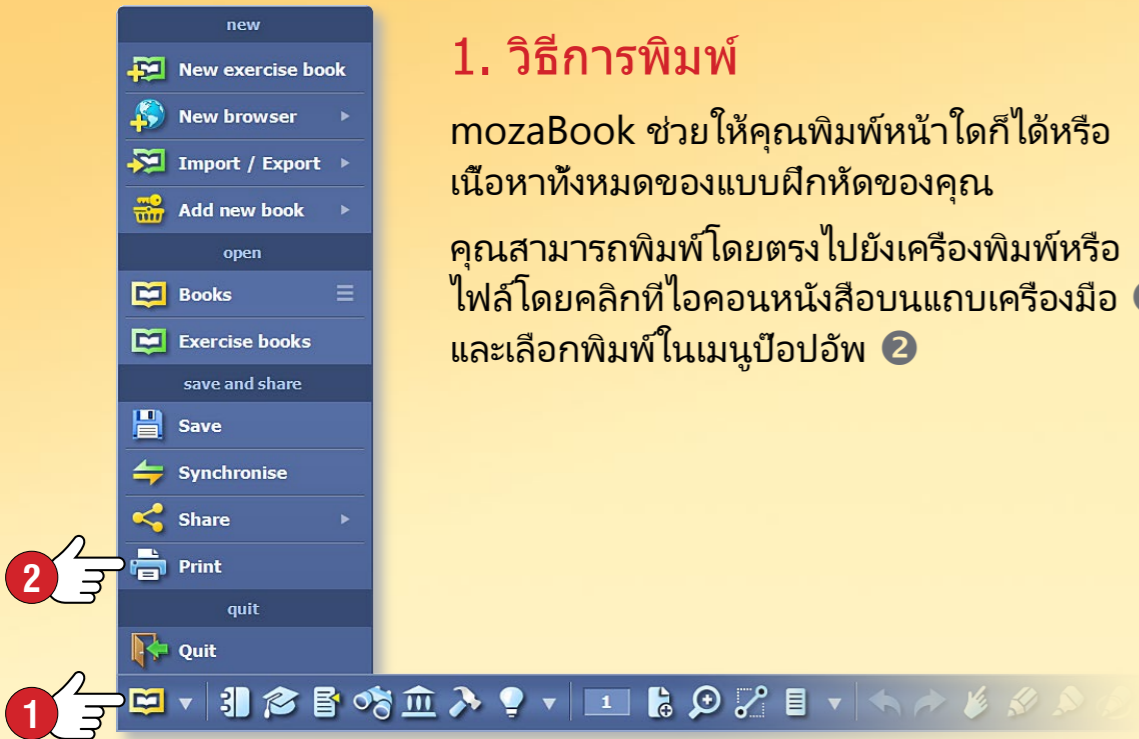 new
New exercise book
New browser
Import / Export
Add new book
open
Books
Exercise books
save and share
Save
Synchronise
Share
Print
quit
Quit
2
1
1
1. วิธีการพิมพ์
mozaBook ช่วยให้คุณพิมพ์หน้าใดก็ได้หรือ
เนื้อหาทั้งหมดของแบบฝึกหัดของคุณ
คุณสามารถพิมพ์โดยตรงไปยังเครื่องพิมพ์หรือ
ไฟล์โดยคลิกที่ไอคอนหนังสือบนแถบเครื่องมือ
และเลือกพิมพ์ในเมนูป๊อปอัพ ❷